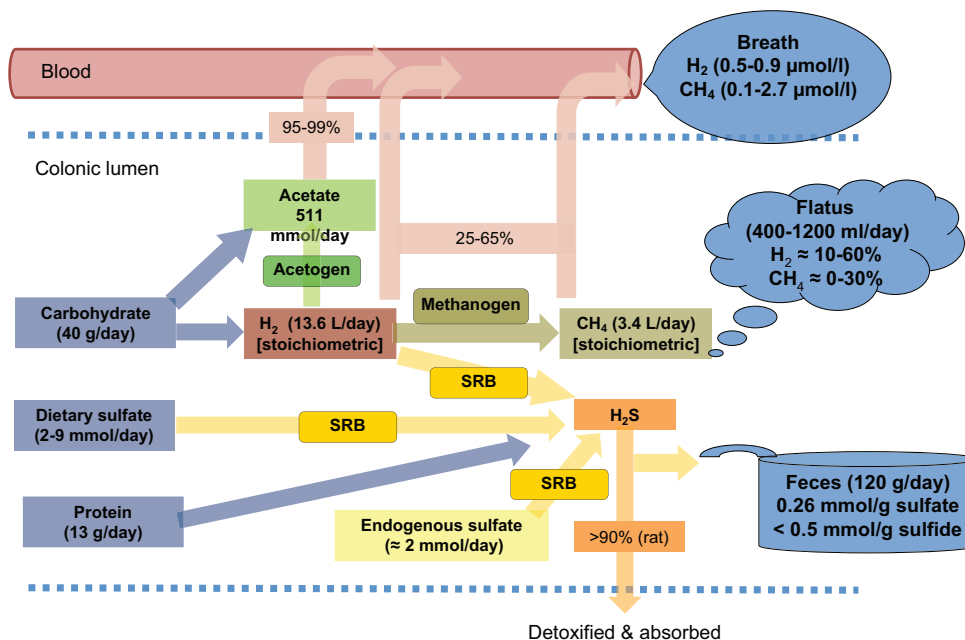 Blood
Breath
H₂ (0.5-0.9 µmol/l)
CH₄ (0.1-2.7 µmol/l)
95-99%
Colonic lumen
Acetate
511
mmol/day
Flatus
(400-1200 ml/day)
H₂ ≈ 10-60%
CH₄ ≈ 0-30%
25-65%
Acetogen
Carbohydrate
(40 g/day)
H₂ (13.6 L/day)
[stoichiometric]
Methanogen
CH₄ (3.4 L/day)
[stoichiometric]
SRB
Dietary sulfate
(2-9 mmol/day)
SRB
H₂S
SRB
Protein
(13 g/day)
Endogenous sulfate
(≈ 2 mmol/day)
>90% (rat)
Feces (120 g/day)
0.26 mmol/g sulfate
< 0.5 mmol/g sulfide
Detoxified & absorbed